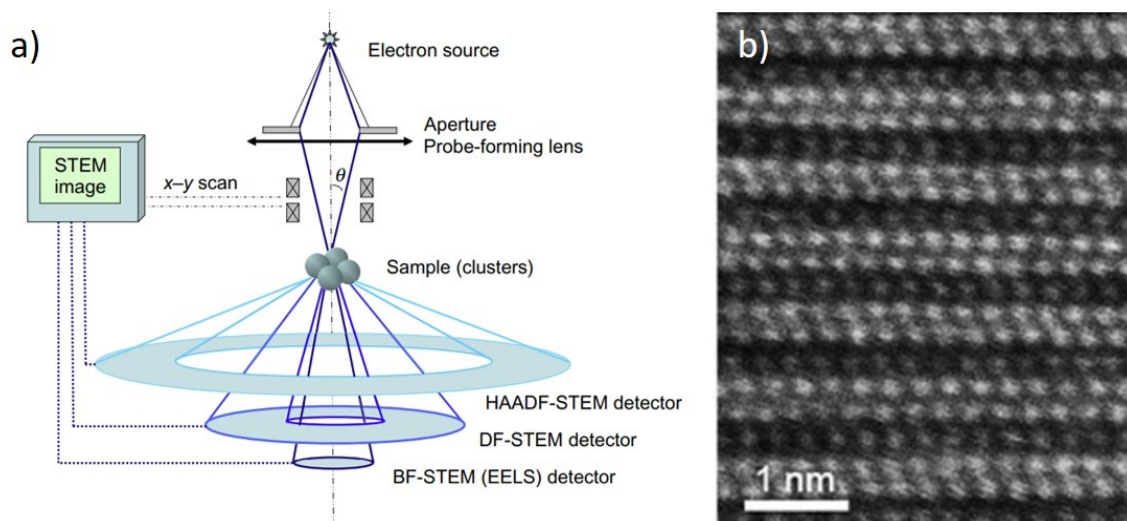 a)
Electron source
Aperture
Probe-forming lens
θ
STEM
image
x–y scan
Sample (clusters)
HAADF-STEM detector
DF-STEM detector
BF-STEM (EELS) detector
b)
1 nm